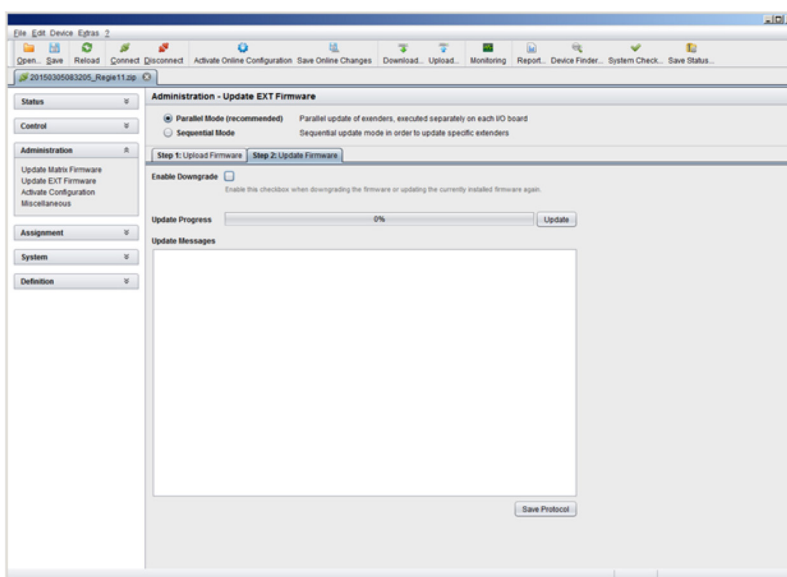 File Edit Device Extras ?
Open... Save Reload Connect Disconnect Activate Online Configuration Save Online Changes Download... Upload... Monitoring Report... Device Finder... System Check... Save Status...
20150305083205_Regie11.zip
Status
Control
Administration
Update Matrix Firmware
Update EXT Firmware
Activate Configuration
Miscellaneous
Assignment
System
Definition
Administration - Update EXT Firmware
Parallel Mode (recommended) Parallel update of exenders, executed separately on each I/O board
Sequential Mode Sequential update mode in order to update specific extenders
Step 1: Upload Firmware Step 2: Update Firmware
Enable Downgrade
Enable this checkbox when downgrading the firmware or updating the currently installed firmware again.
Update Progress 0% Update
Update Messages
Save Protocol